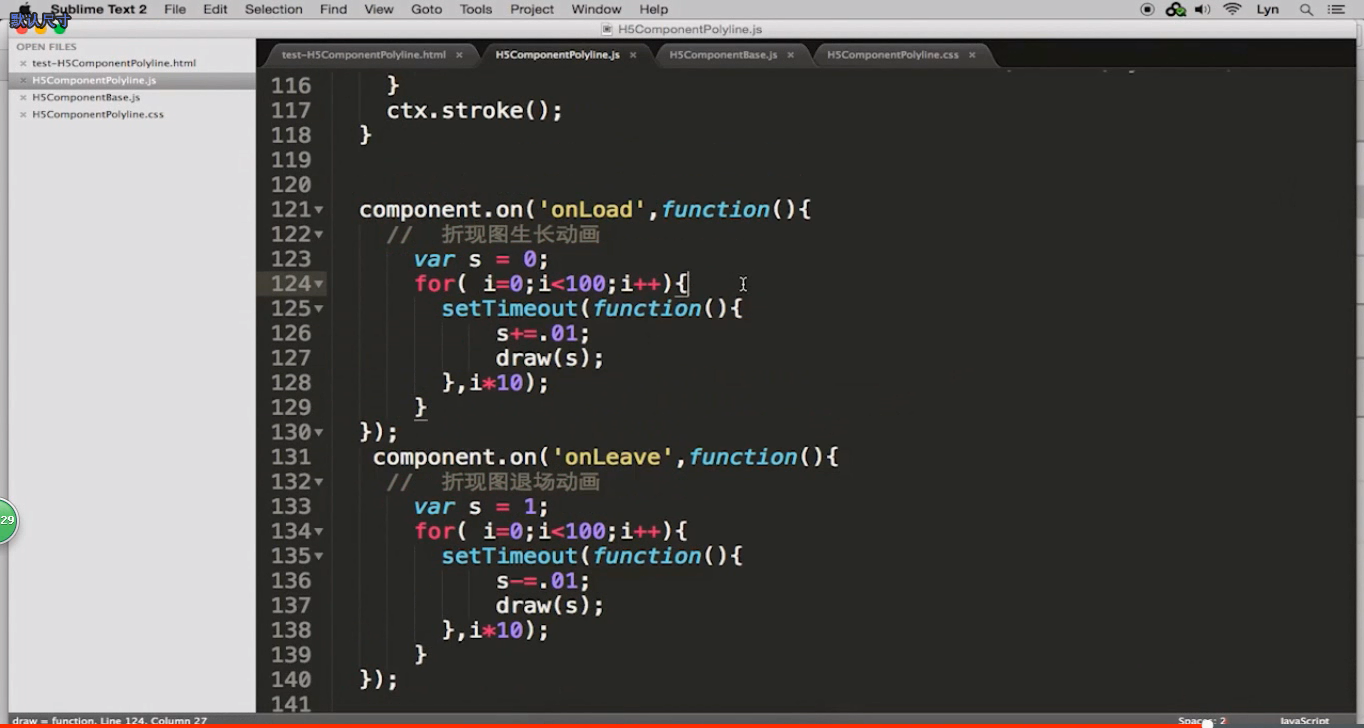 Sublime Text 2 File Edit Selection Find View Goto Tools Project Window Help Lyn
默认尺寸
H5ComponentPolyline.js
OPEN FILES
test-H5ComponentPolyline.html
H5ComponentPolyline.js
H5ComponentBase.js
H5ComponentPolyline.css
test-H5ComponentPolyline.html H5ComponentPolyline.js H5ComponentBase.js H5ComponentPolyline.css
116 }
117 ctx.stroke();
118 }
119
120
121 component.on('onLoad',function(){
122 // 折现图生长动画
123 var s = 0;
124 for( i=0;i<100;i++){
125 setTimeout(function(){
126 s+=.01;
127 draw(s);
128 },i*10);
129 }
130 });
131 component.on('onLeave',function(){
132 // 折现图退场动画
133 var s = 1;
134 for( i=0;i<100;i++){
135 setTimeout(function(){
136 s-=.01;
137 draw(s);
138 },i*10);
139 }
140 });
141
29
draw = function, Line 124, Column 27
Spaces: 2
JavaScript